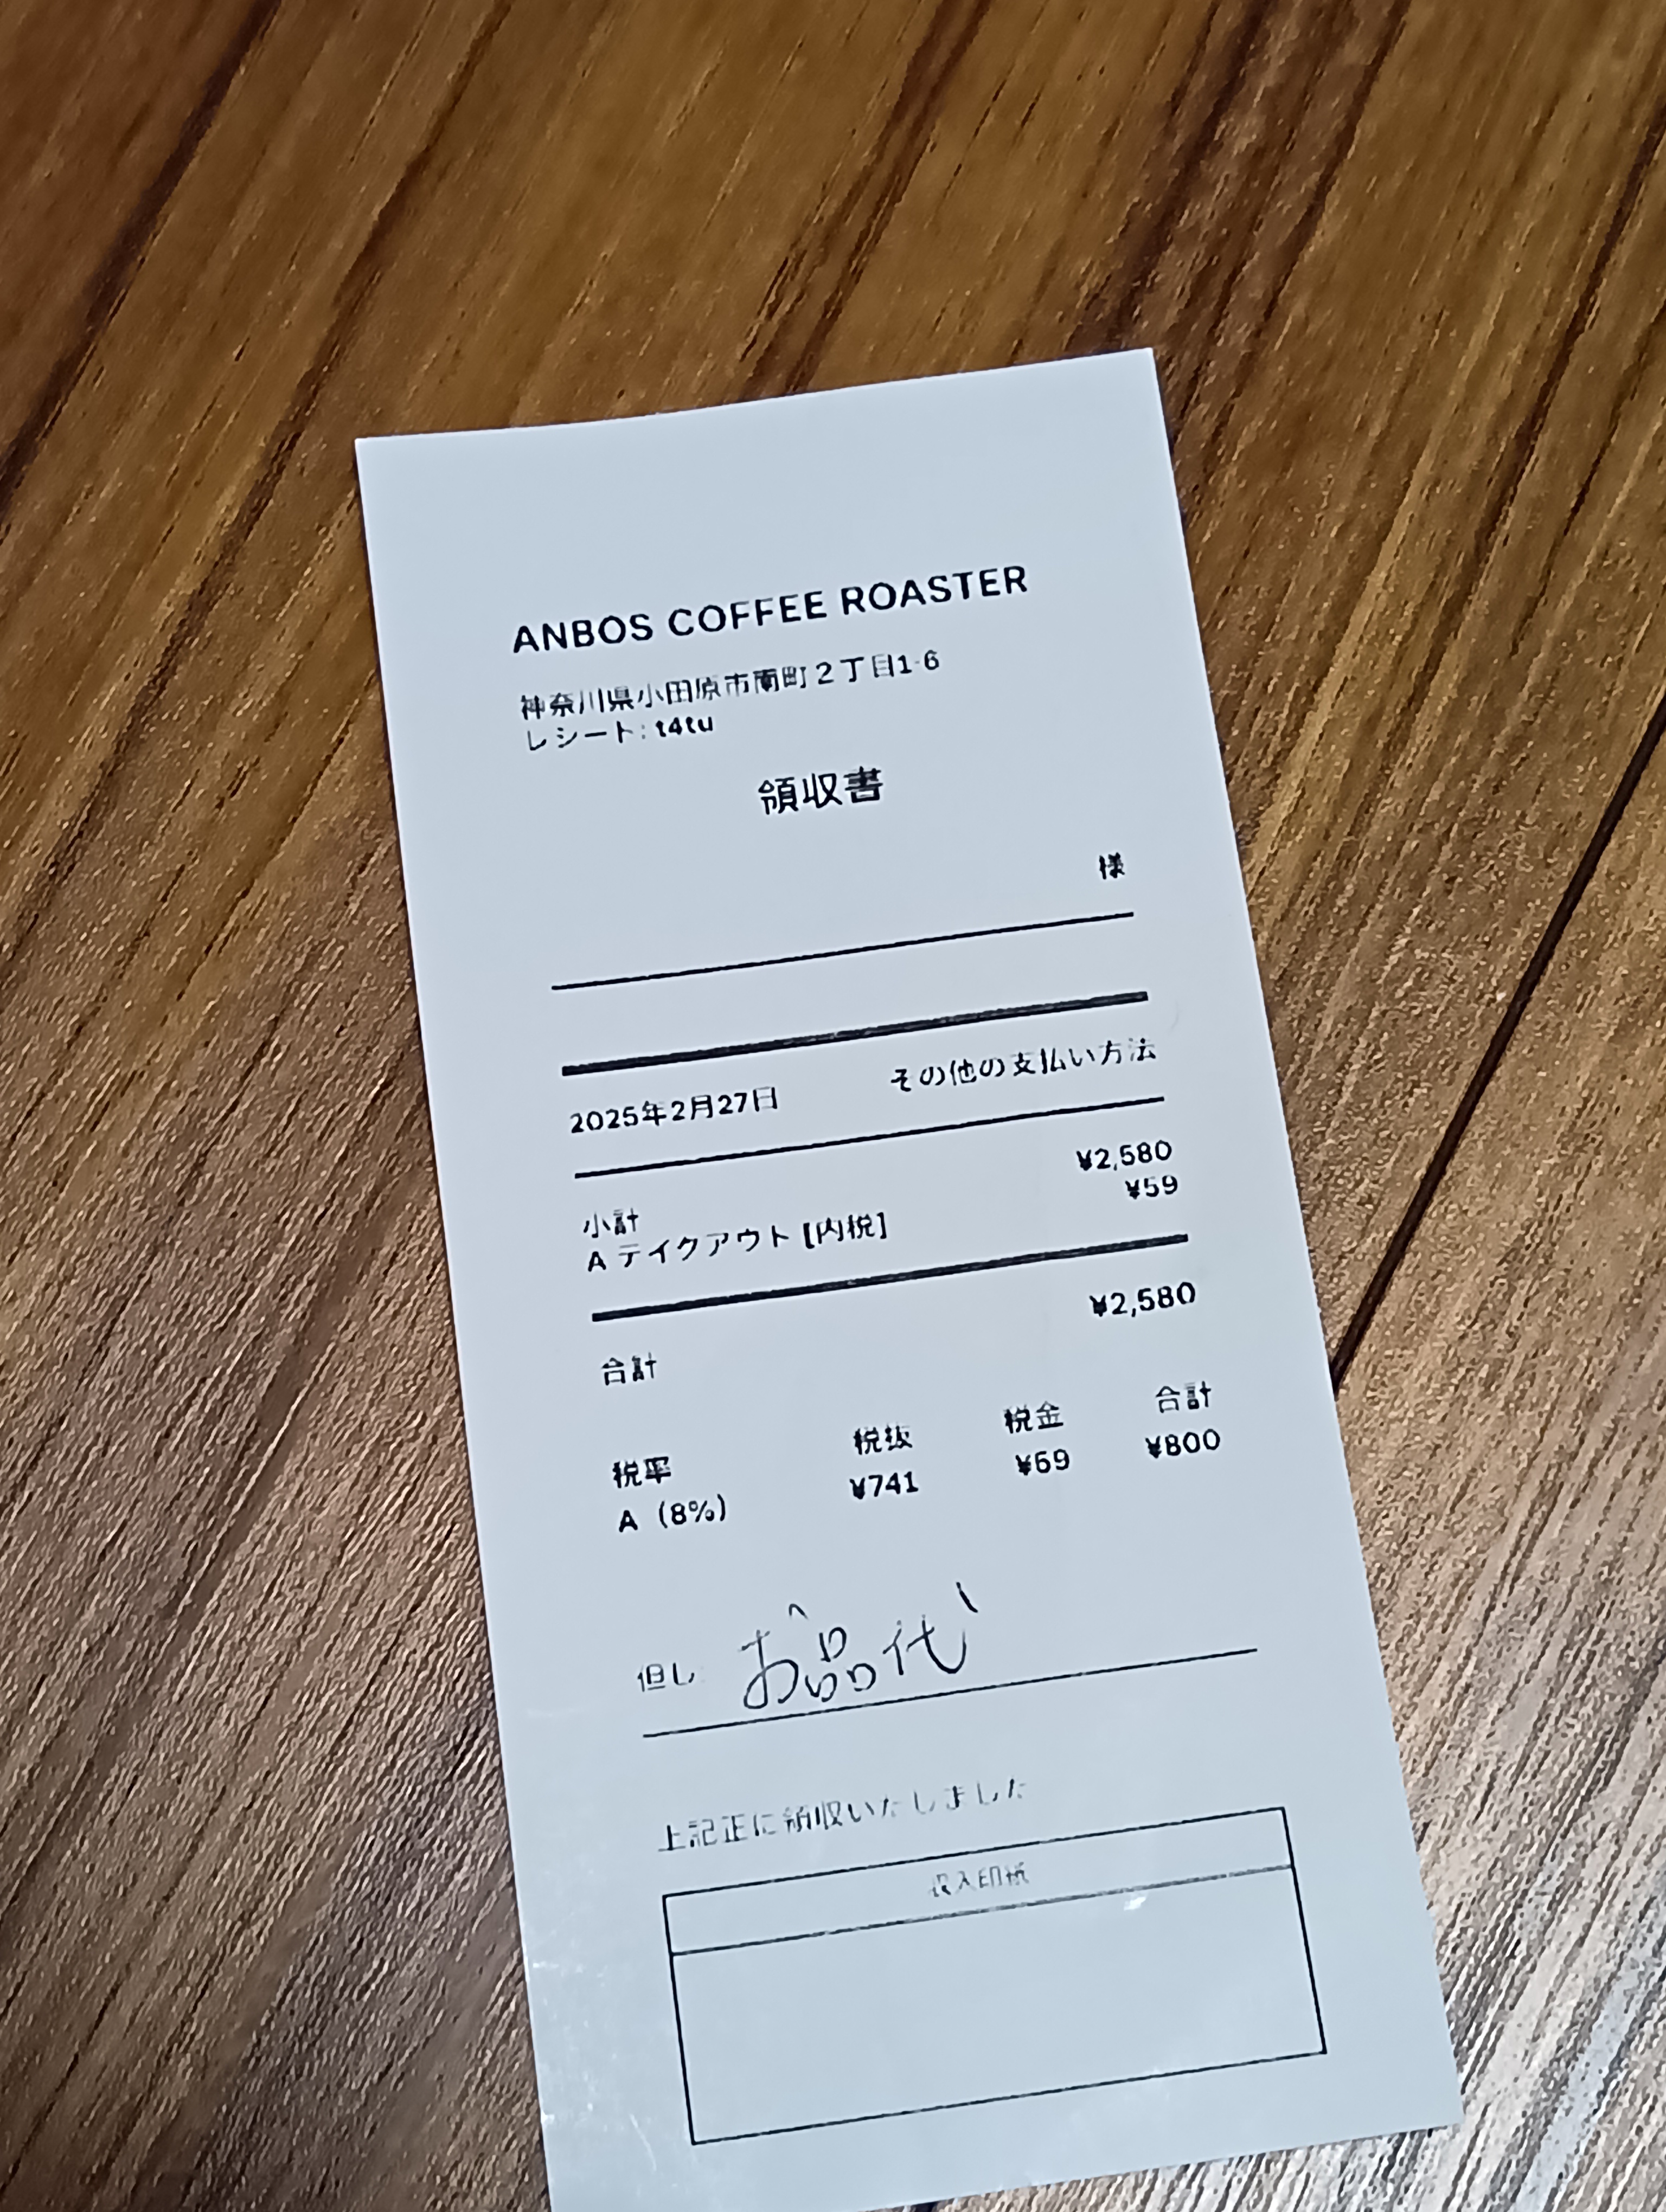 ANBOS COFFEE ROASTER
神奈川県小田原市南町２丁目1-6
レシート: t4tu
領収書
様
2025年2月27日 その他の支払い方法
小計 ¥2,580
A テイクアウト [内税] ¥59
合計 ¥2,580
税率 税抜 税金 合計
A (8%) ¥741 ¥59 ¥800
但し: お品代
上記正に領収いたしました
収入印紙